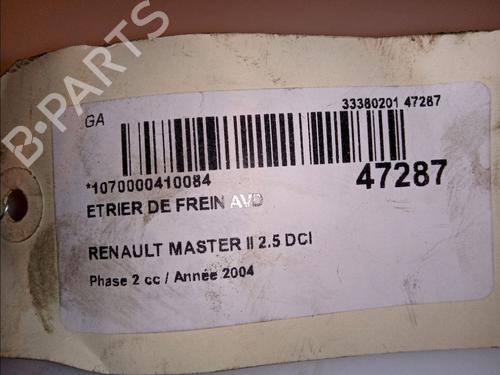 B-PARTS
GA
33380201 47287
*1070000410084
47287
ETRIER DE FREIN AVD
RENAULT MASTER II 2.5 DCI
Phase 2 cc / Année 2004